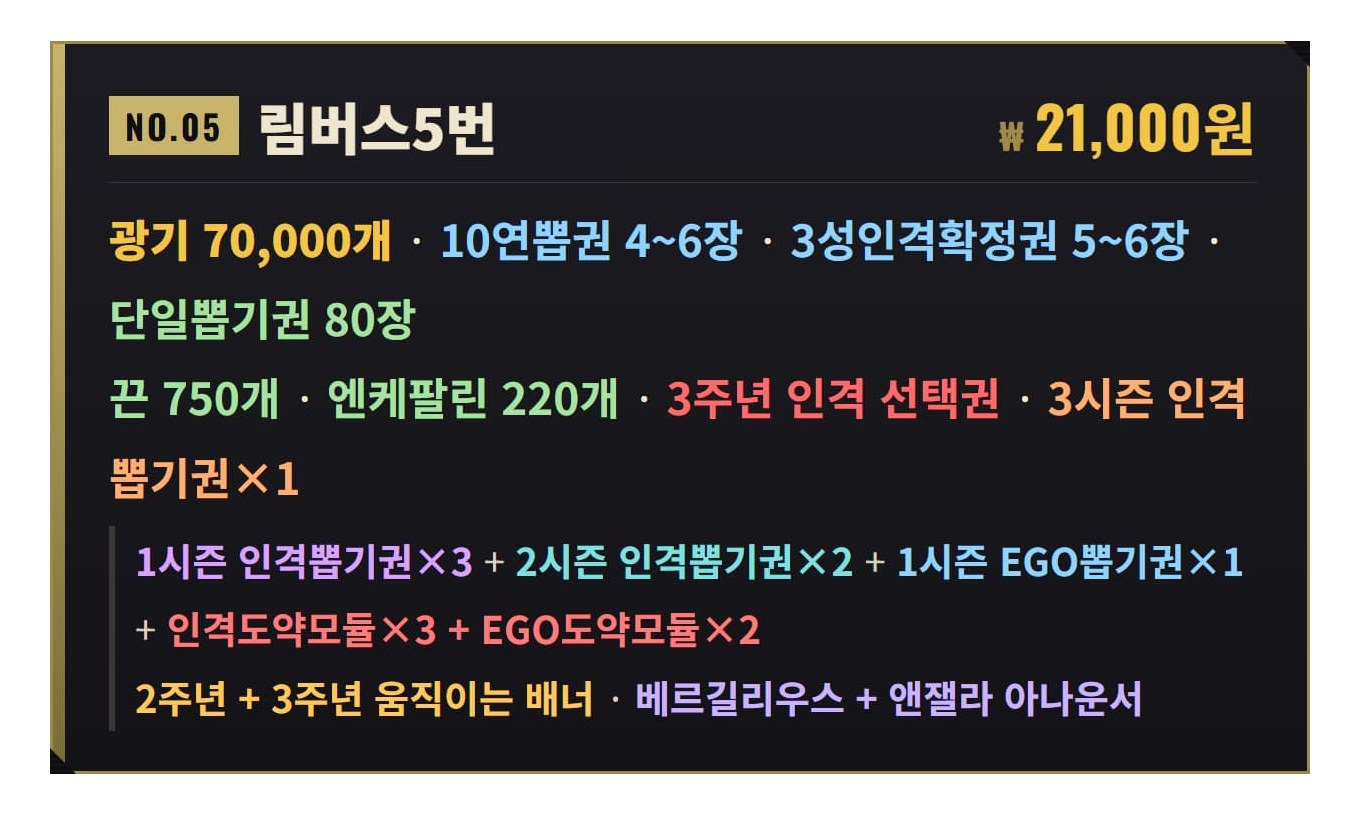 NO.05 림버스5번 ₩ 21,000원
광기 70,000개 · 10연뽑권 4~6장 · 3성인격확정권 5~6장 ·
단일뽑기권 80장
끈 750개 · 엔케팔린 220개 · 3주년 인격 선택권 · 3시즌 인격
뽑기권×1
1시즌 인격뽑기권×3 + 2시즌 인격뽑기권×2 + 1시즌 EGO뽑기권×1
+ 인격도약모듈×3 + EGO도약모듈×2
2주년 + 3주년 움직이는 배너 · 베르길리우스 + 앤잴라 아나운서